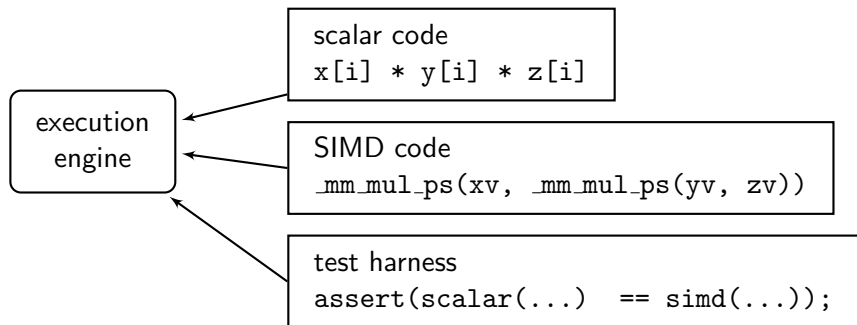 scalar code
x[i] * y[i] * z[i]
execution
engine
SIMD code
_mm_mul_ps(xv, _mm_mul_ps(yv, zv))
test harness
assert(scalar(...) == simd(...));